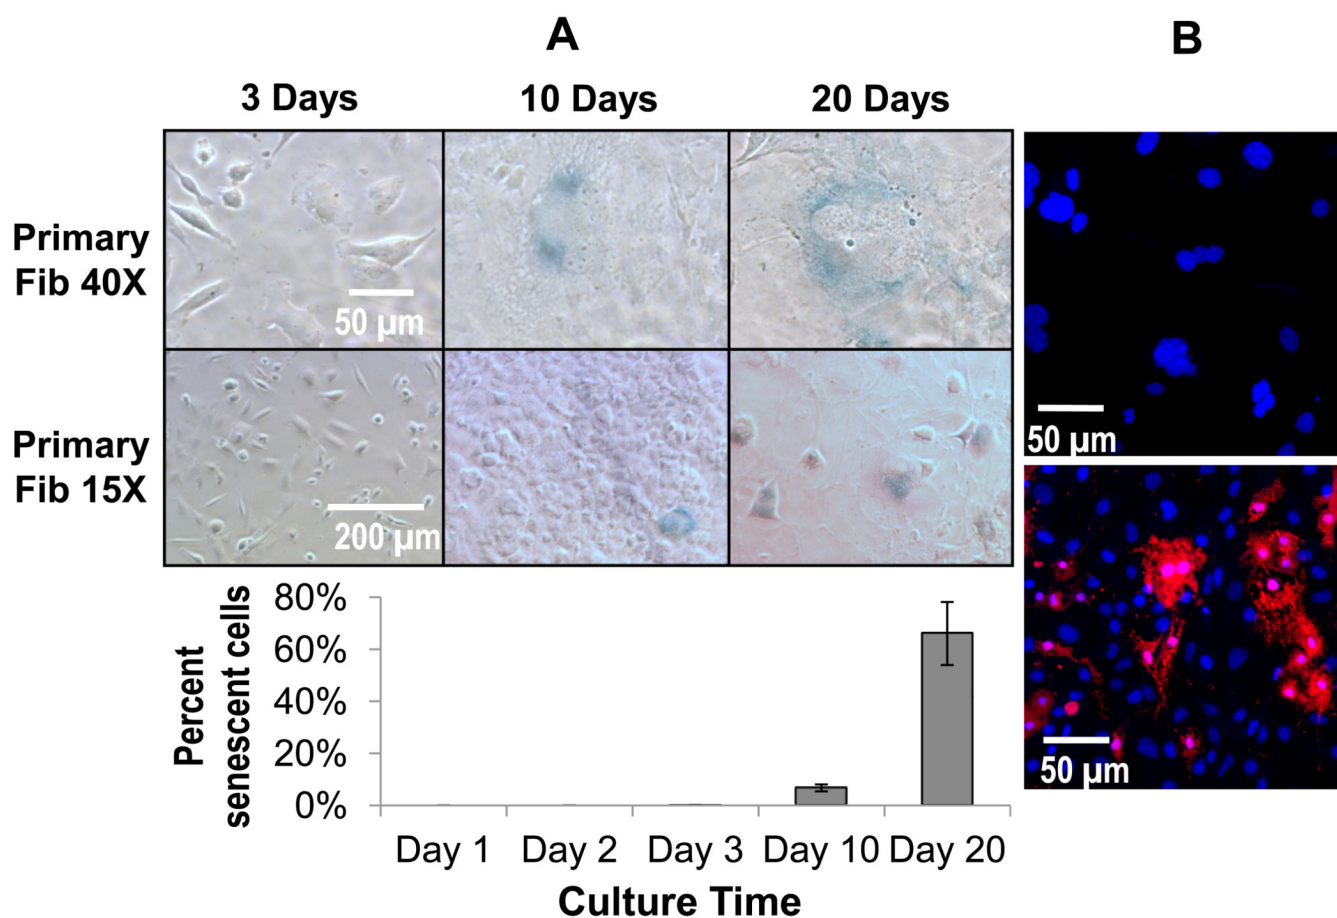 A
B
3 Days
10 Days
20 Days
Primary
Fib 40X
50 µm
Primary
Fib 15X
200 µm
50 µm
50 µm
Percent
senescent cells
80%
60%
40%
20%
0%
Day 1
Day 2
Day 3
Day 10
Day 20
Culture Time